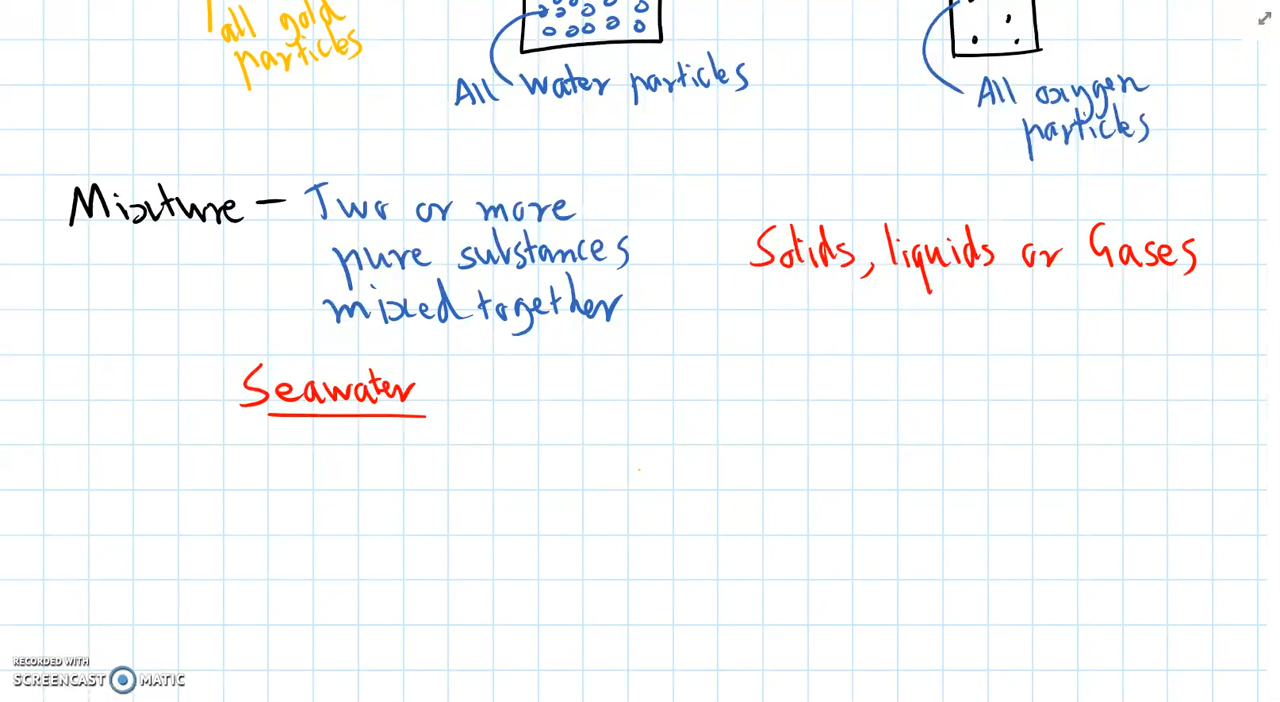 all gold
particles
All water particles
All oxygen
particles
Mixture - Two or more
pure substances
mixed together
Solids, liquids or Gases
Seawater
RECORDED WITH
SCREENCAST MATIC